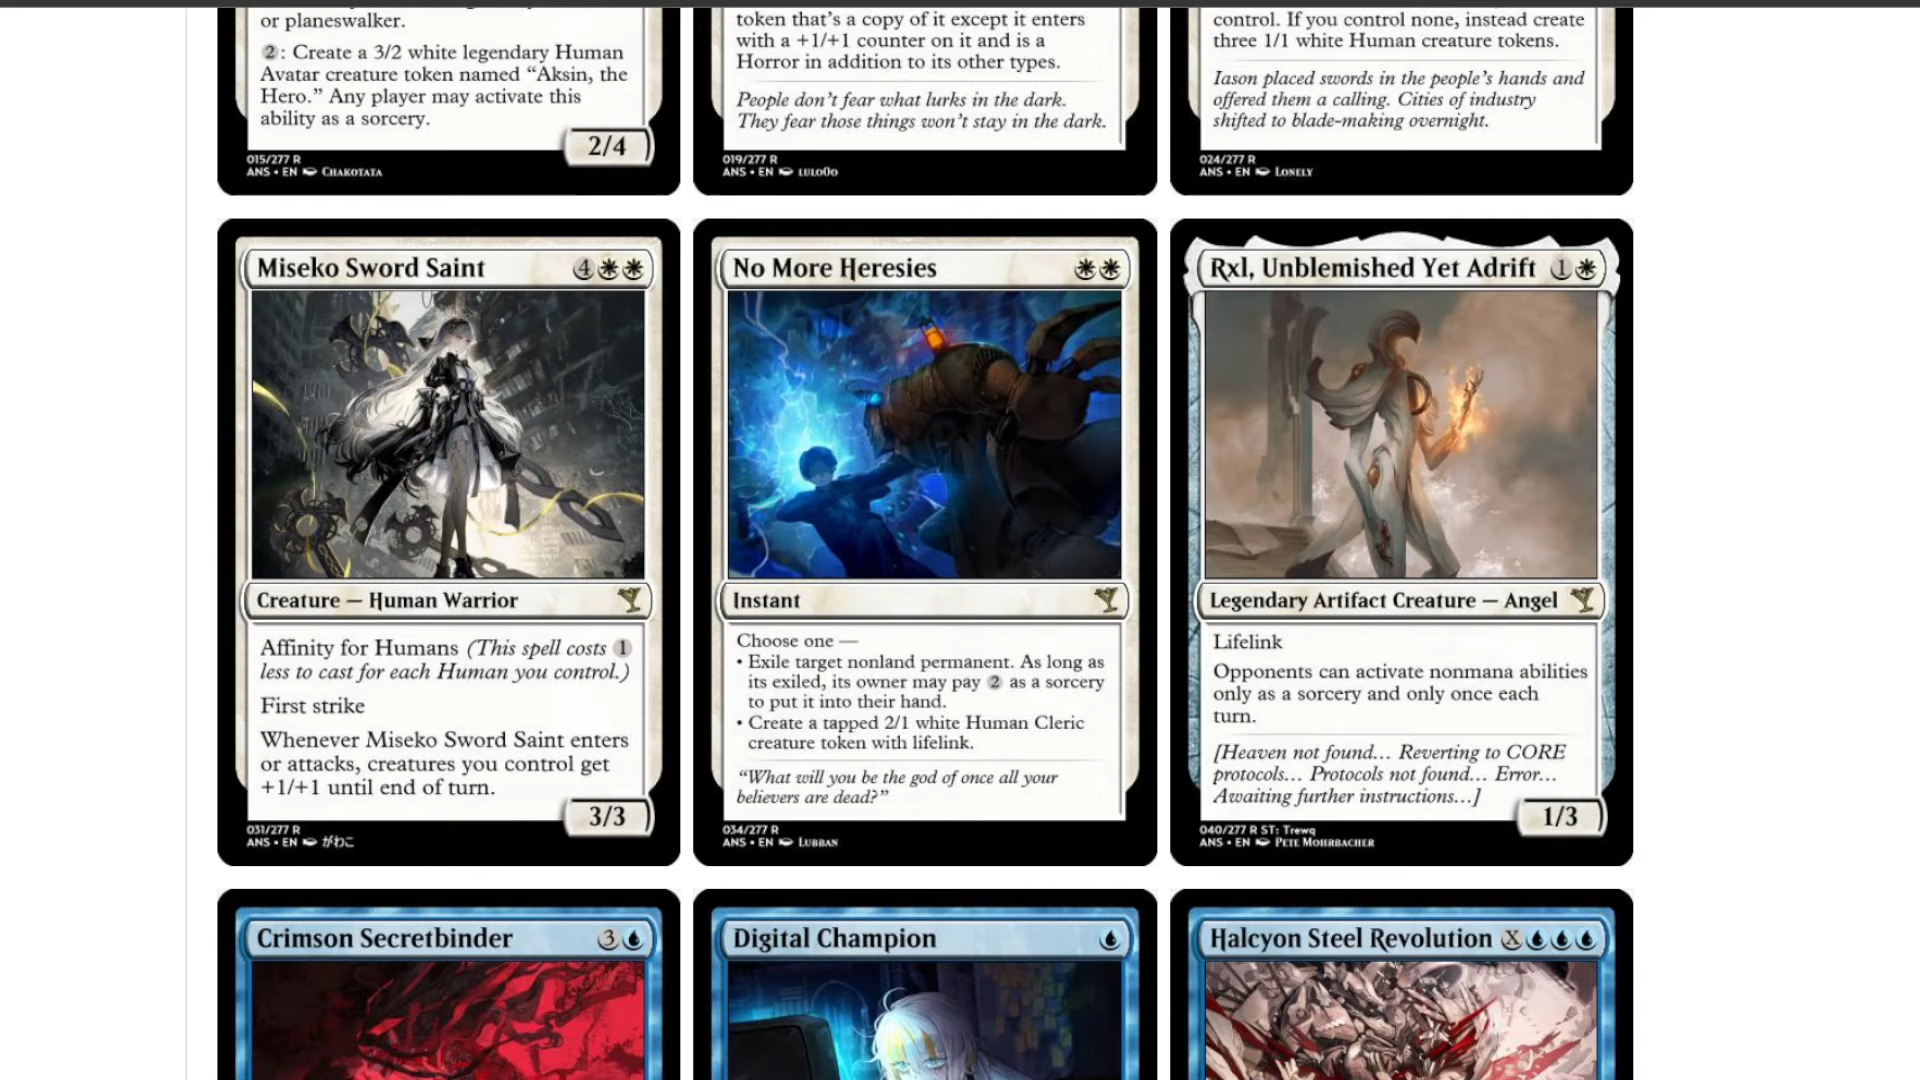 or planeswalker.
2: Create a 3/2 white legendary Human
Avatar creature token named “Aksin, the
Hero.” Any player may activate this
ability as a sorcery.
2/4
015/277 R
ANS • EN Chakotata
token that’s a copy of it except it enters
with a +1/+1 counter on it and is a
Horror in addition to its other types.
People don’t fear what lurks in the dark.
They fear those things won’t stay in the dark.
019/277 R
ANS • EN lulo0o
control. If you control none, instead create
three 1/1 white Human creature tokens.
Iason placed swords in the people’s hands and
offered them a calling. Cities of industry
shifted to blade-making overnight.
024/277 R
ANS • EN Lonely
Miseko Sword Saint 4
Creature — Human Warrior
Affinity for Humans (This spell costs 1
less to cast for each Human you control.)
First strike
Whenever Miseko Sword Saint enters
or attacks, creatures you control get
+1/+1 until end of turn.
3/3
031/277 R
ANS • EN がわこ
No More Heresies
Instant
Choose one —
• Exile target nonland permanent. As long as
its exiled, its owner may pay 2 as a sorcery
to put it into their hand.
• Create a tapped 2/1 white Human Cleric
creature token with lifelink.
“What will you be the god of once all your
believers are dead?”
034/277 R
ANS • EN Lubban
Rxl, Unblemished Yet Adrift 1
Legendary Artifact Creature — Angel
Lifelink
Opponents can activate nonmana abilities
only as a sorcery and only once each
turn.
[Heaven not found... Reverting to CORE
protocols... Protocols not found... Error...
Awaiting further instructions...]
1/3
040/277 R ST: Trewq
ANS • EN Pete Mohrbacher
Crimson Secretbinder 3
Digital Champion
Halcyon Steel Revolution X